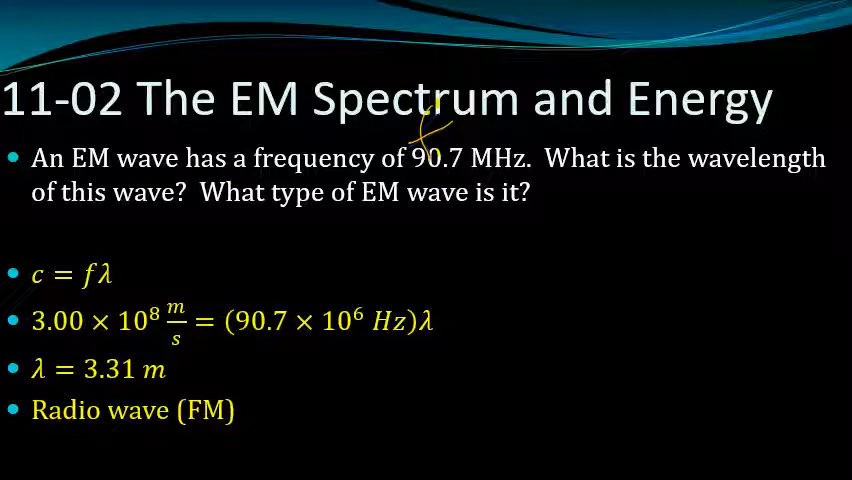 11-02 The EM Spectrum and Energy
• An EM wave has a frequency of 90.7 MHz. What is the wavelength
of this wave? What type of EM wave is it?
• c = fλ
• 3.00 × 10⁸ m/s = (90.7 × 10⁶ Hz)λ
• λ = 3.31 m
• Radio wave (FM)